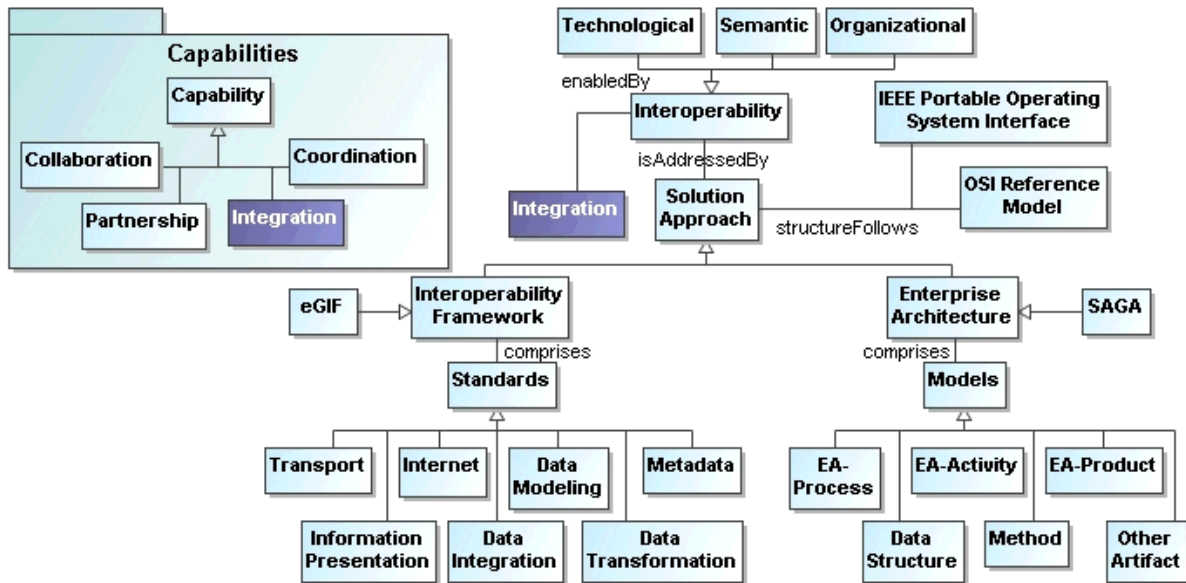 Capabilities
Capability
Collaboration
Coordination
Partnership
Integration
Technological
Semantic
Organizational
enabledBy
Interoperability
IEEE Portable Operating
System Interface
isAddressedBy
Integration
Solution
Approach
OSI Reference
Model
structureFollows
eGIF
Interoperability
Framework
Enterprise
Architecture
SAGA
comprises
comprises
Standards
Models
Transport
Internet
Data
Modeling
Metadata
Information
Presentation
Data
Integration
Data
Transformation
EA-
Process
EA-Activity
EA-Product
Data
Structure
Method
Other
Artifact